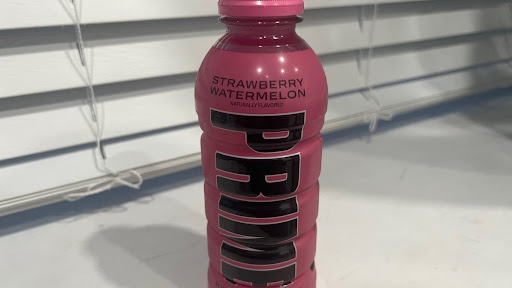 STRAWBERRY
WATERMELON
NATURALLY FLAVORED
PRIME